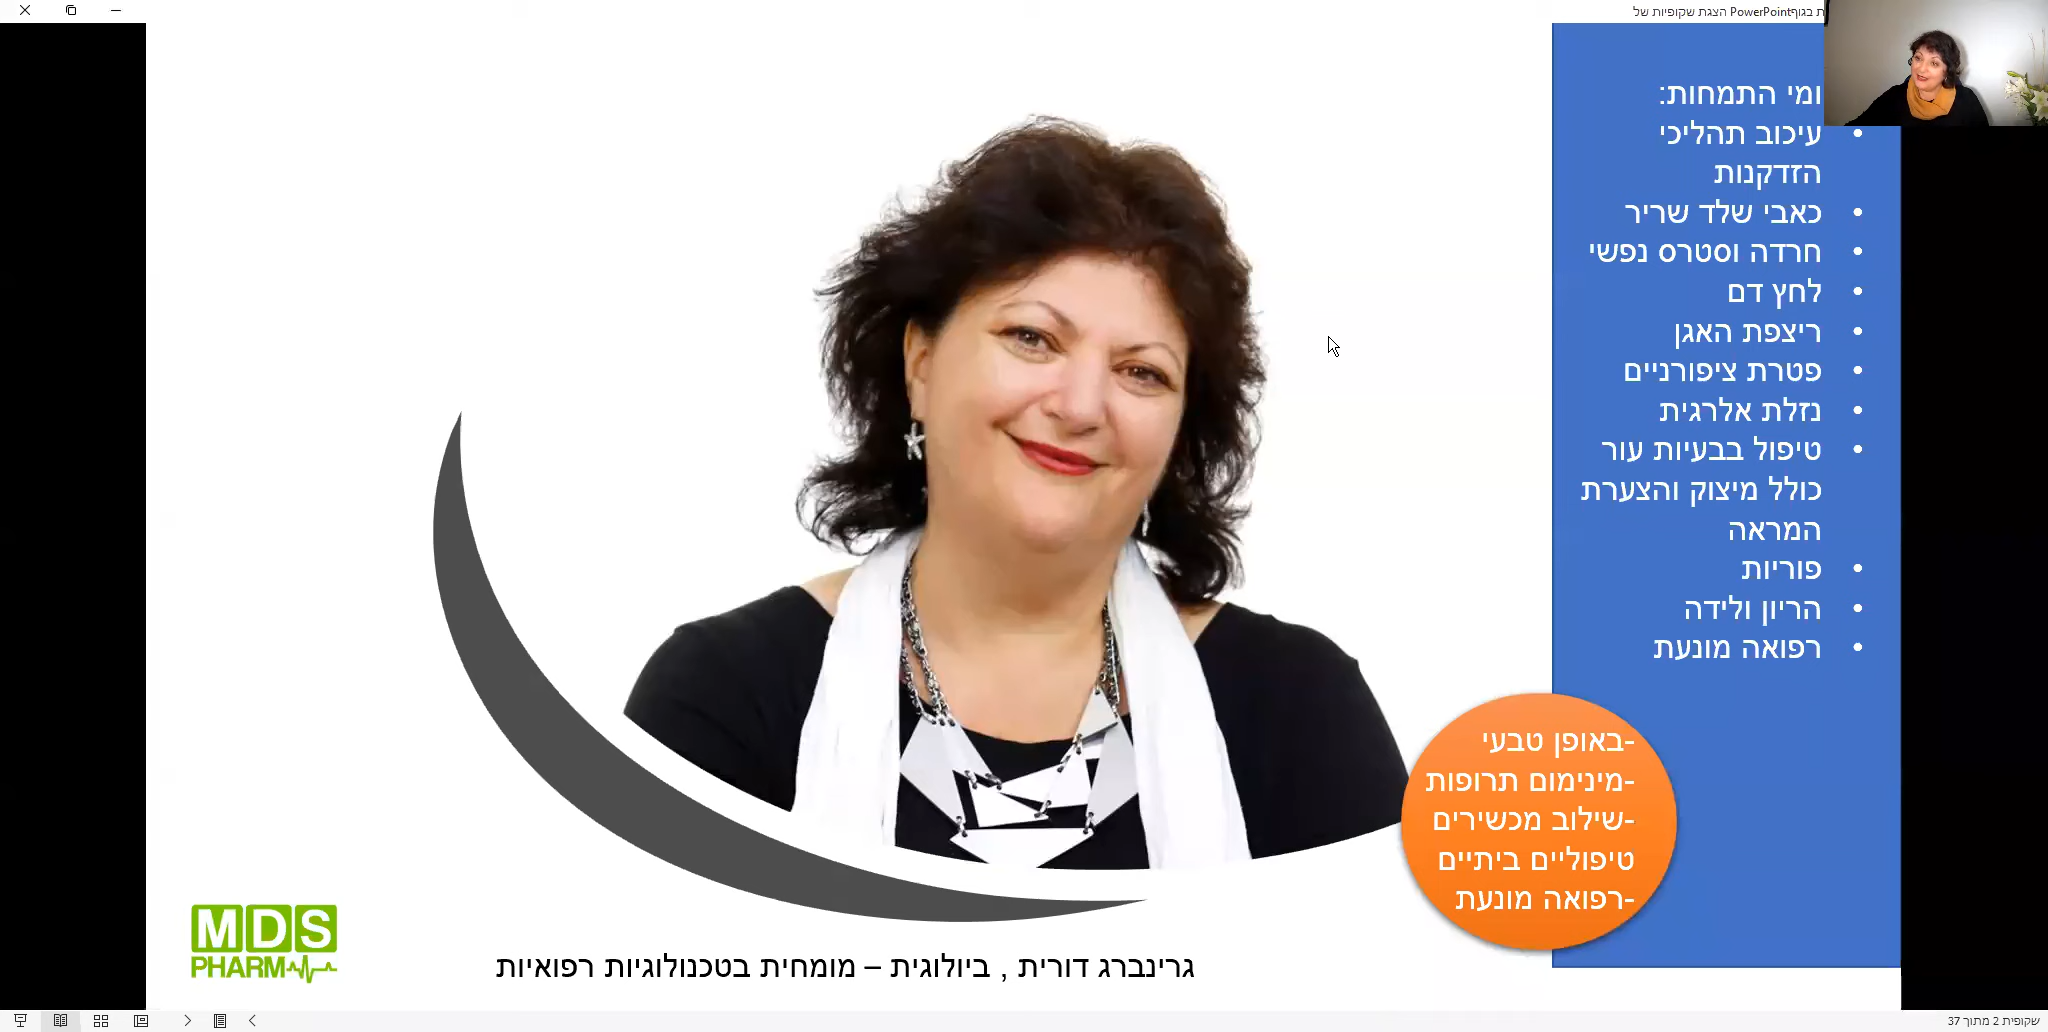 הצגת שקופיות של PowerPoint
ומי התמחות:
• עיכוב תהליכי
הזדקנות
• כאבי שלד שריר
• חרדה וסטרס נפשי
• לחץ דם
• ריצפת האגן
• פטרת ציפורניים
• נזלת אלרגית
• טיפול בבעיות עור
כולל מיצוק והצערת
המראה
• פוריות
• הריון ולידה
• רפואה מונעת
-באופן טבעי
-מינימום תרופות
-שילוב מכשירים
טיפוליים ביתיים
-רפואה מונעת
MDS
PHARM
גרינברג דורית , ביולוגית – מומחית בטכנולוגיות רפואיות
שקופית 2 מתוך 37